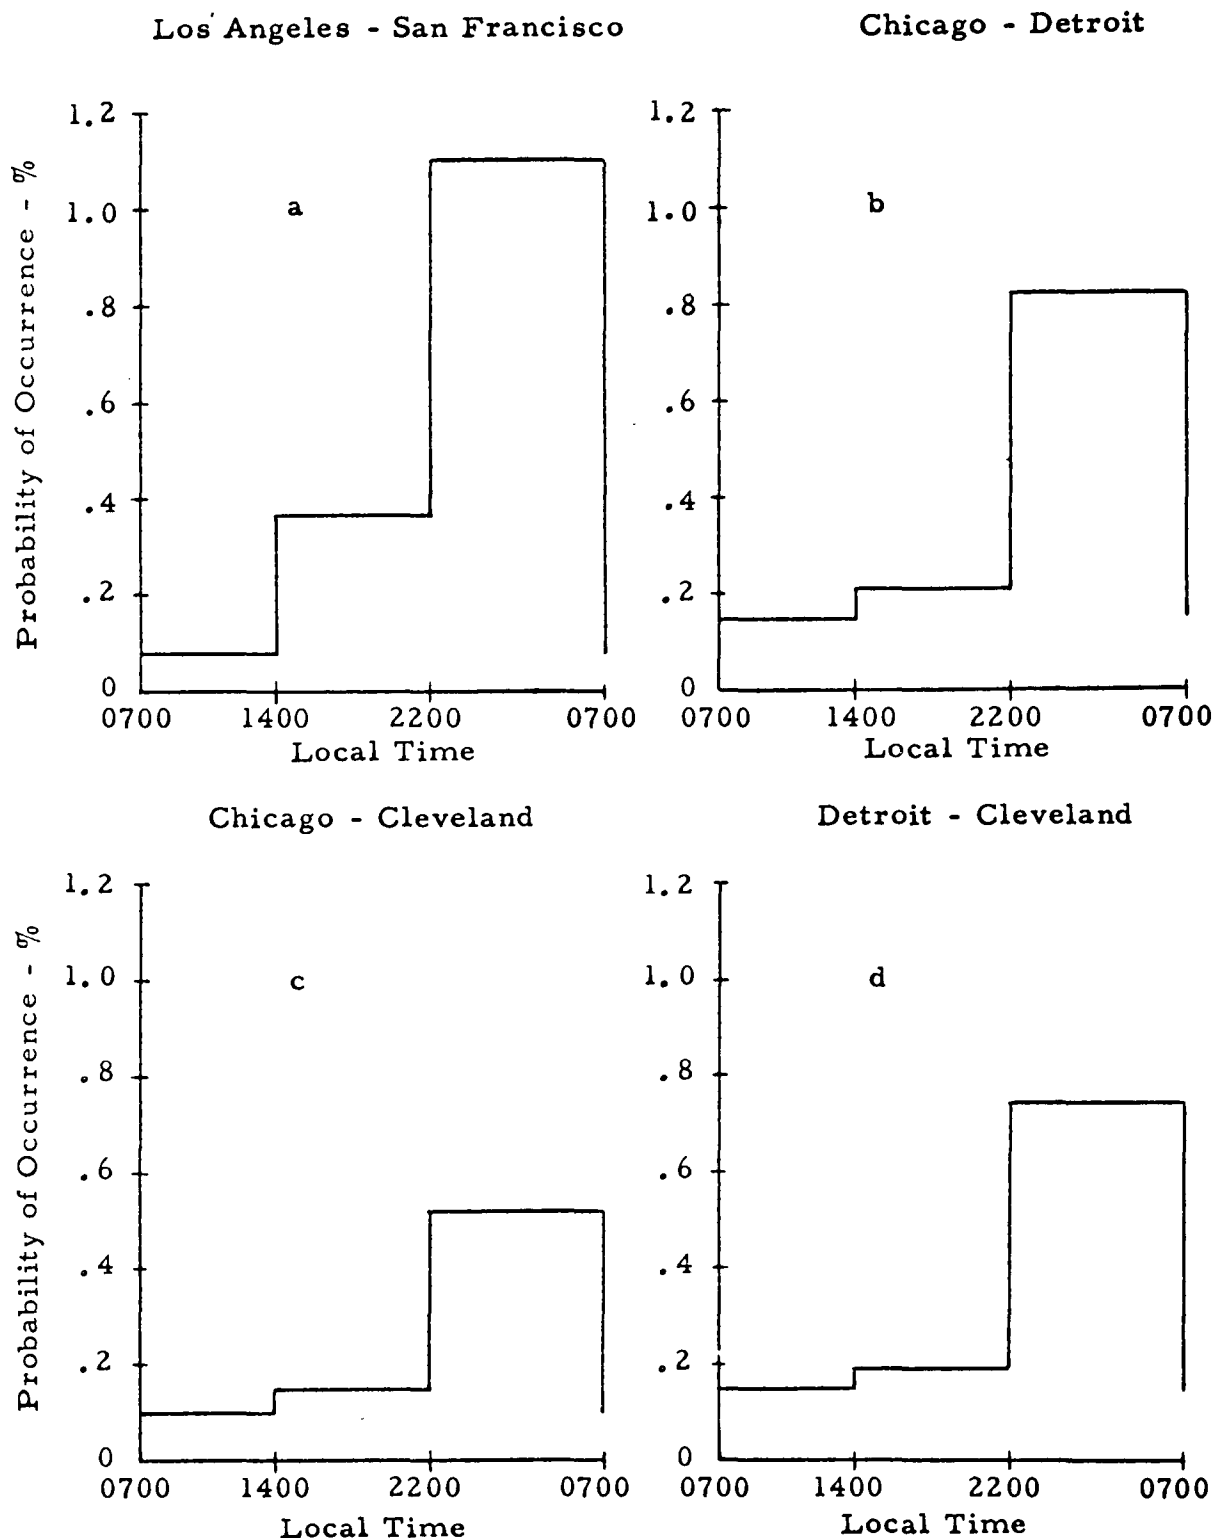 Los Angeles - San Francisco
Probability of Occurrence - %
1.2
1.0
.8
.6
.4
.2
0
a
0700 1400 2200 0700
Local Time
Chicago - Detroit
1.2
1.0
.8
.6
.4
.2
0
b
0700 1400 2200 0700
Local Time
Chicago - Cleveland
Probability of Occurrence - %
1.2
1.0
.8
.6
.4
.2
0
c
0700 1400 2200 0700
Local Time
Detroit - Cleveland
1.2
1.0
.8
.6
.4
.2
0
d
0700 1400 2200 0700
Local Time